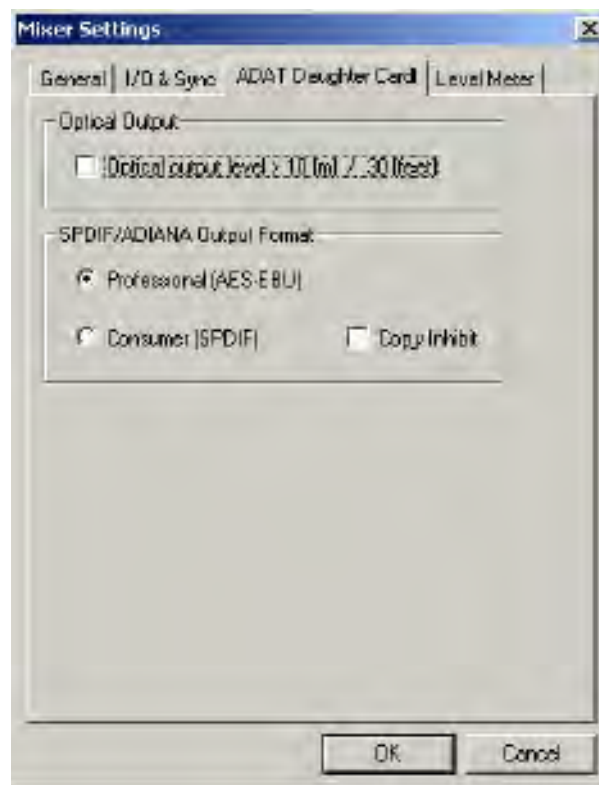 Mixer Settings
General I/O & Sync ADAT Daughter Card Level Meter
Optical Output
Optical output level > 10 (m) / 30 (feet)
SPDIF/ADIANA Output Format
Professional (AES-EBU)
Consumer (SPDIF) Copy Inhibit
OK Cancel